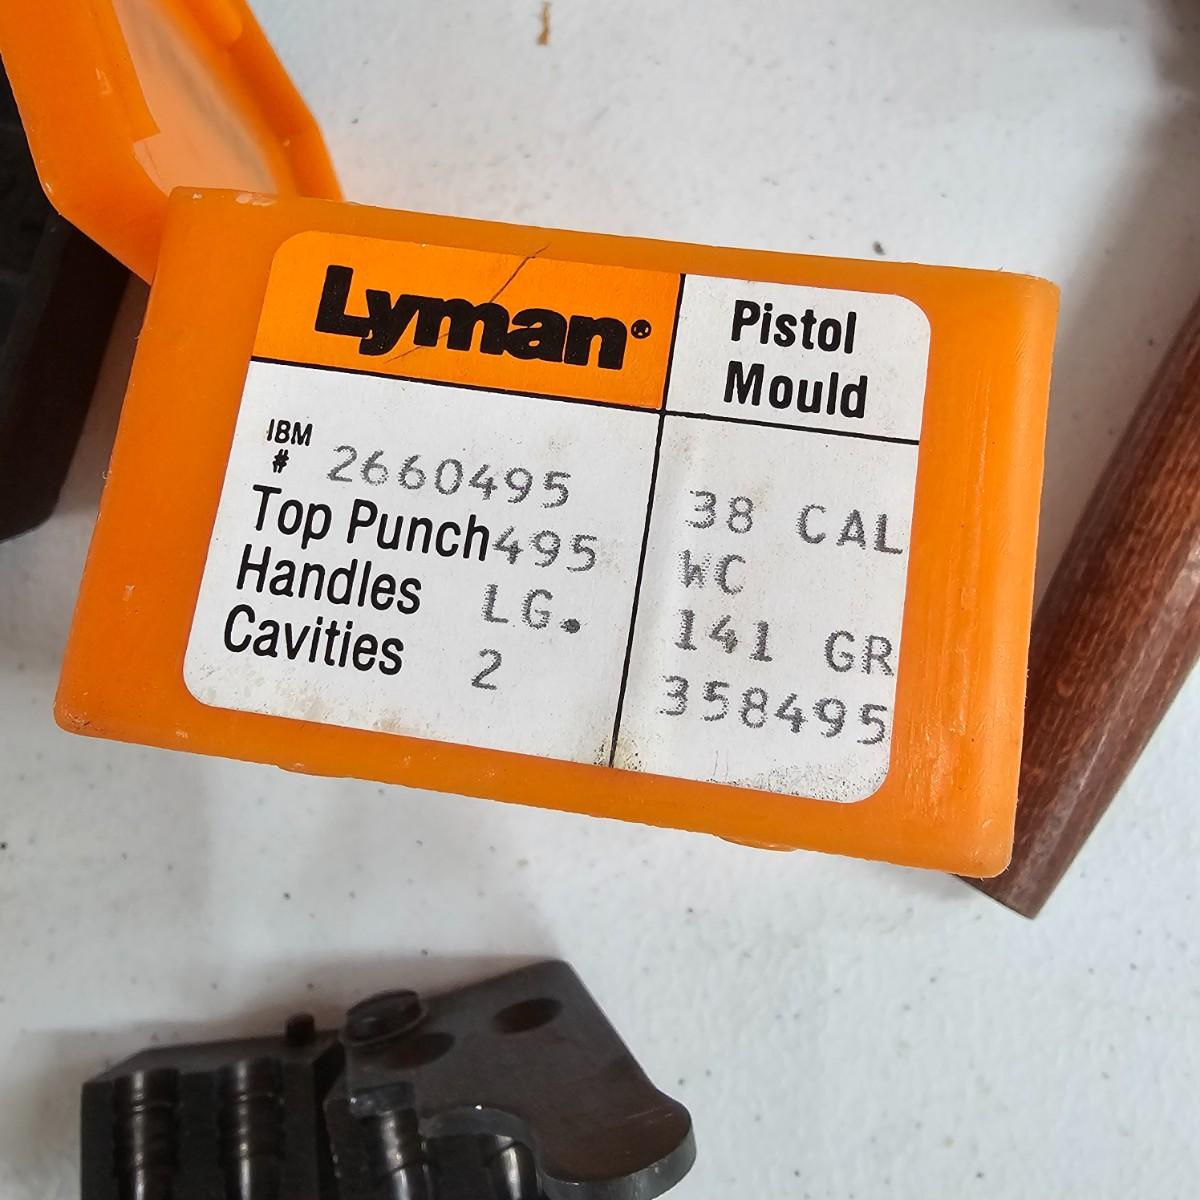 Lyman®
Pistol
Mould
IBM
# 2660495
Top Punch 495
Handles LG.
Cavities 2
38 CAL
WC
141 GR
358495